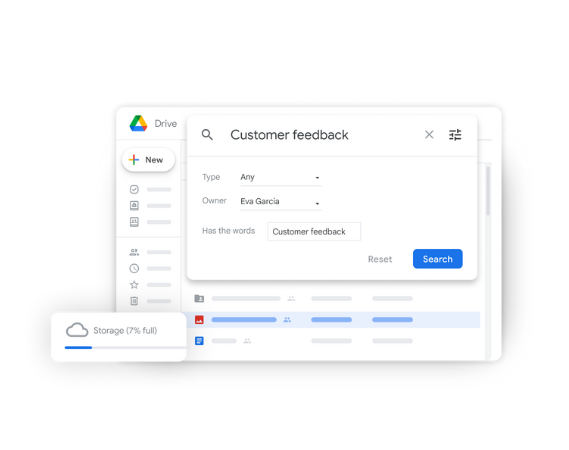 Drive
Customer feedback
New
Type Any
Owner Eva Garcia
Has the words Customer feedback
Reset Search
Storage (7% full)